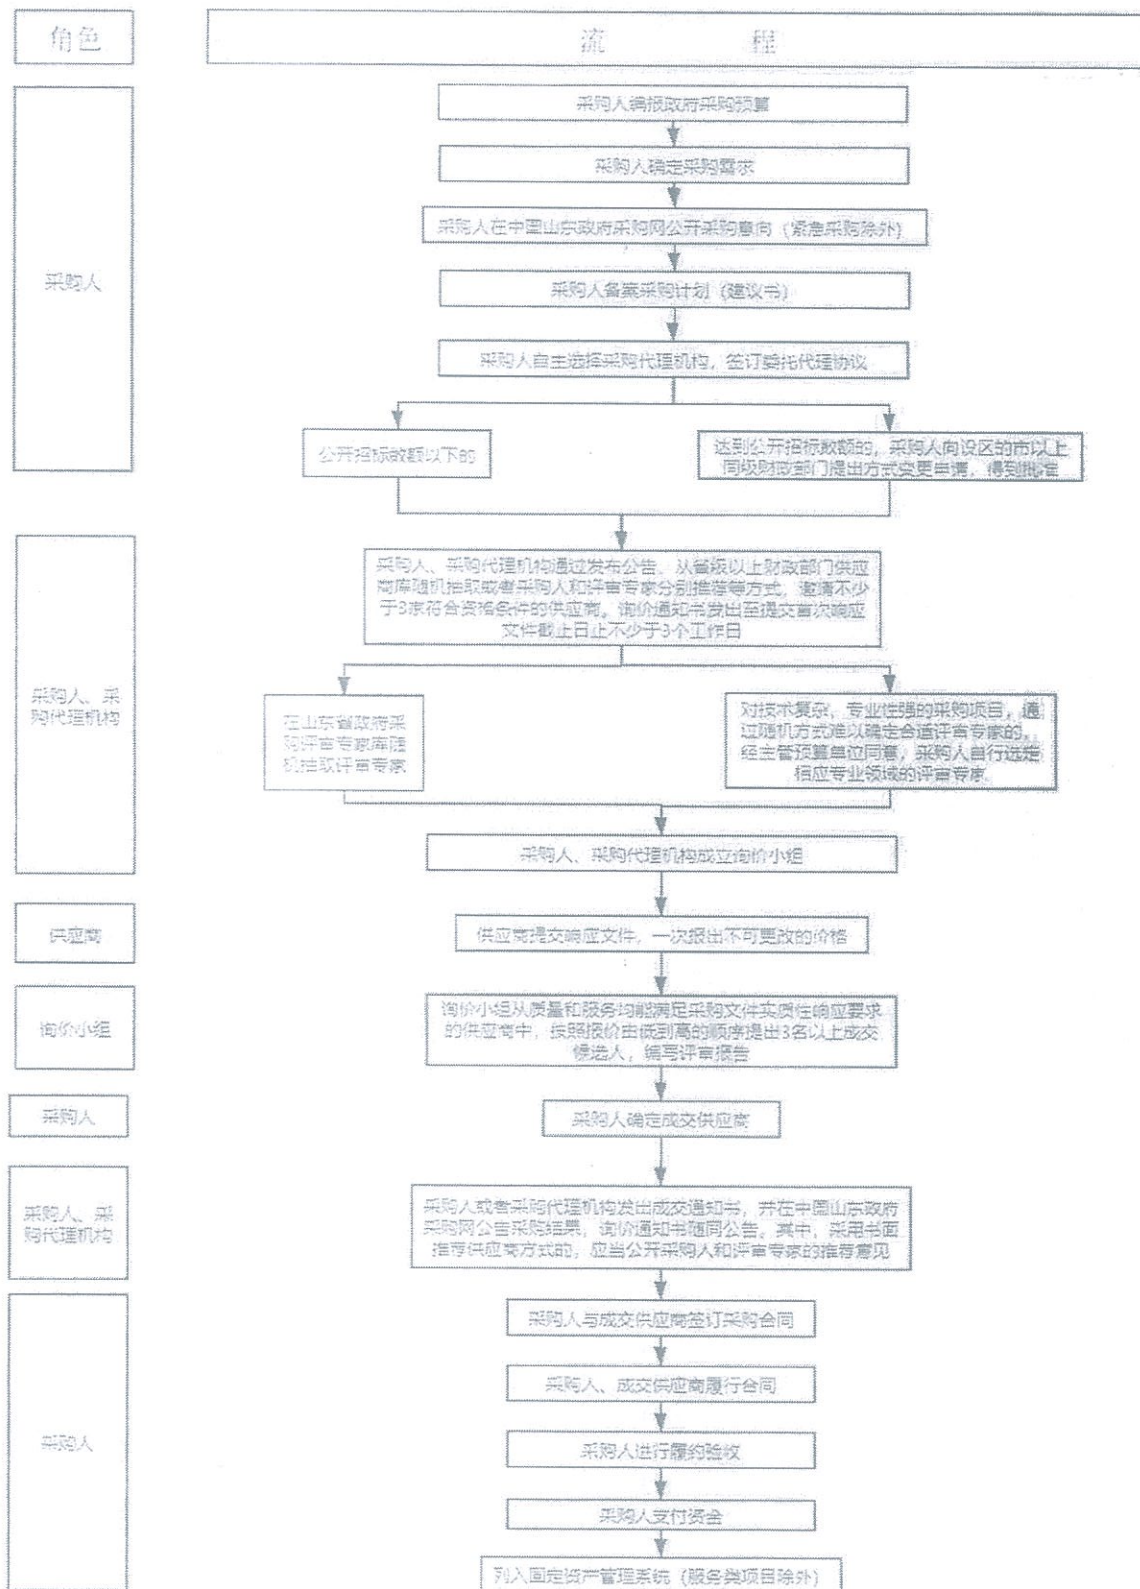 角色
流 程
采购人
采购人编报政府采购预算
采购人确定采购需求
采购人在中国山东政府采购网公开采购意向（紧急采购除外）
采购人备案采购计划（建议书）
采购人自主选择采购代理机构，签订委托代理协议
公开招标数额以下的
达到公开招标数额的，采购人向设区的市以上
同级财政部门提出方式变更申请，得到批准
采购人、采
购代理机构
采购人、采购代理机构通过发布公告、从省级以上财政部门供应
商库随机抽取或者采购人和评审专家分别推荐等方式，邀请不少
于3家符合资格条件的供应商。询价通知书发出至提交首次响应
文件截止日止不少于3个工作日
在山东省政府采
购评审专家库随
机抽取评审专家
对技术复杂、专业性强的采购项目，通
过随机方式难以确定合适评审专家的，
经主管预算单位同意，采购人自行选定
相应专业领域的评审专家
采购人、采购代理机构成立询价小组
供应商
供应商提交响应文件，一次报出不可更改的价格
询价小组
询价小组从质量和服务均能满足采购文件实质性响应要求
的供应商中，按照报价由低到高的顺序提出3名以上成交
候选人，编写评审报告
采购人
采购人确定成交供应商
采购人、采
购代理机构
采购人或者采购代理机构发出成交通知书，并在中国山东政府
采购网公告采购结果，询价通知书随同公告。其中，采用书面
推荐供应商方式的，应当公开采购人和评审专家的推荐意见
采购人
采购人与成交供应商签订采购合同
采购人、成交供应商履行合同
采购人进行履约验收
采购人支付资金
列入固定资产管理系统（服务类项目除外）